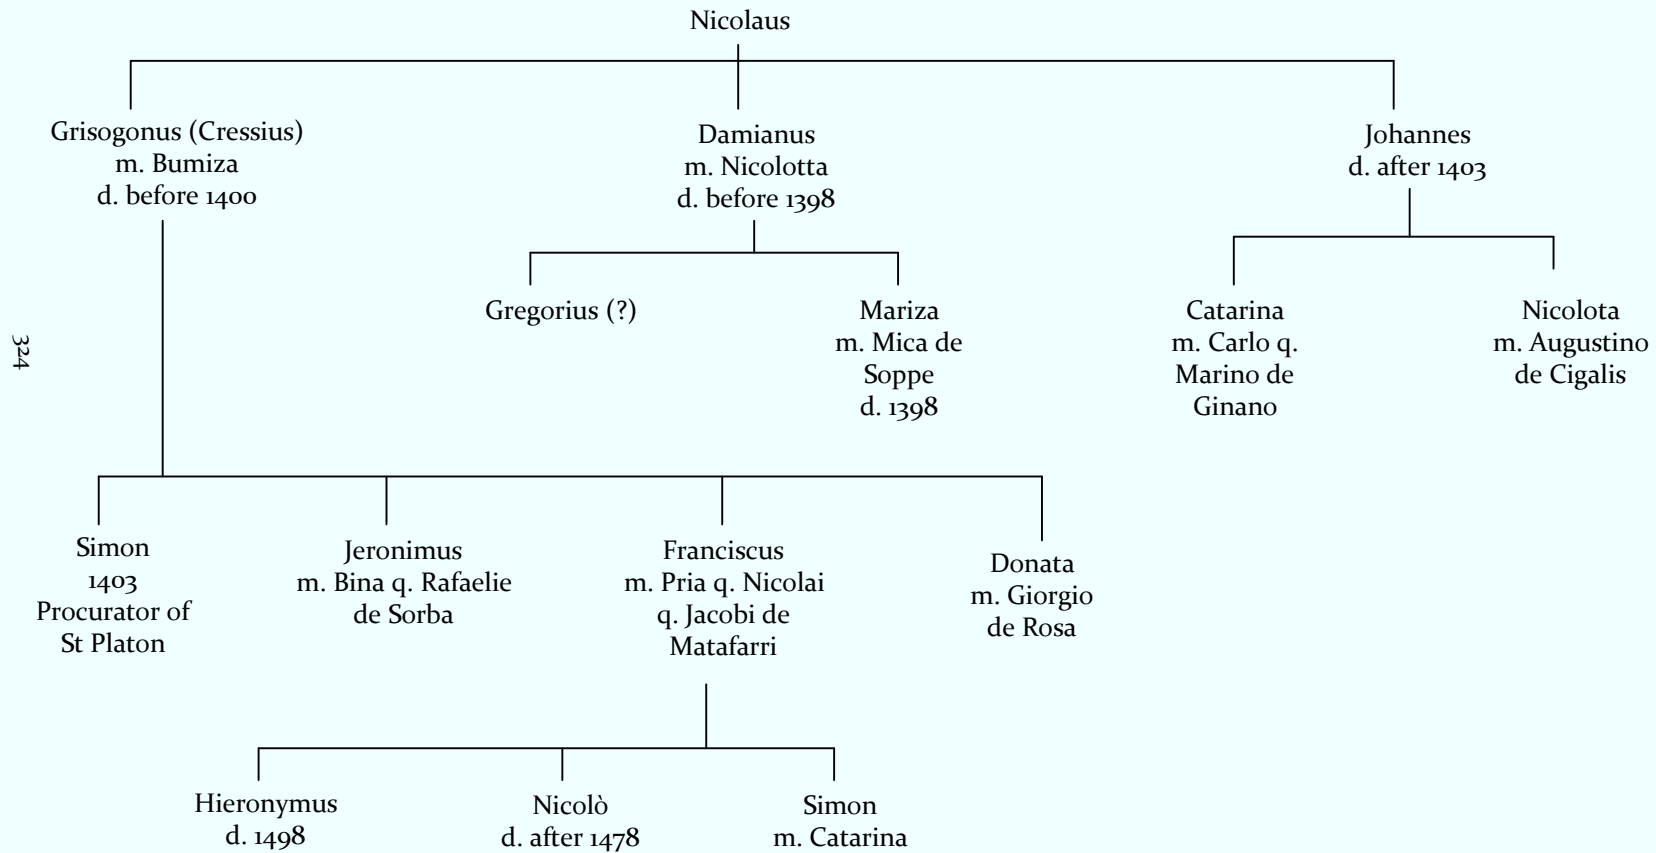 Nicolaus
Grisogonus (Cressius)
m. Bumiza
d. before 1400
Damianus
m. Nicolotta
d. before 1398
Johannes
d. after 1403
Gregorius (?)
Mariza
m. Mica de
Soppe
d. 1398
Catarina
m. Carlo q.
Marino de
Ginano
Nicolota
m. Augustino
de Cigalis
324
Simon
1403
Procurator of
St Platon
Jeronimus
m. Bina q. Rafaelie
de Sorba
Franciscus
m. Pria q. Nicolai
q. Jacobi de
Matafarri
Donata
m. Giorgio
de Rosa
Hieronymus
d. 1498
Nicolò
d. after 1478
Simon
m. Catarina